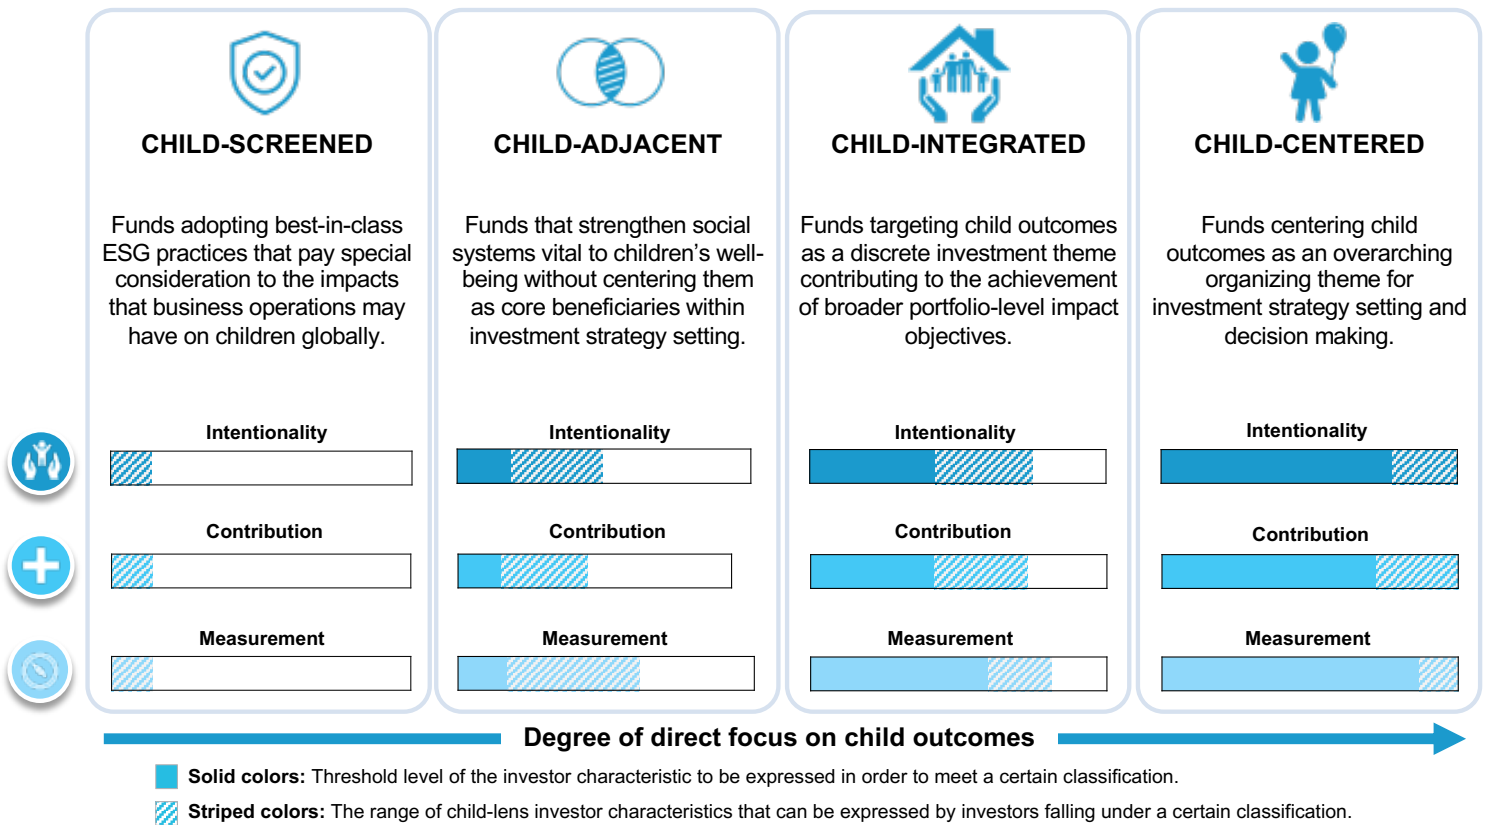 CHILD-SCREENED
Funds adopting best-in-class
ESG practices that pay special
consideration to the impacts
that business operations may
have on children globally.
Intentionality
Contribution
Measurement
CHILD-ADJACENT
Funds that strengthen social
systems vital to children's well-
being without centering them
as core beneficiaries within
investment strategy setting.
Intentionality
Contribution
Measurement
CHILD-INTEGRATED
Funds targeting child outcomes
as a discrete investment theme
contributing to the achievement
of broader portfolio-level impact
objectives.
Intentionality
Contribution
Measurement
CHILD-CENTERED
Funds centering child
outcomes as an overarching
organizing theme for
investment strategy setting and
decision making.
Intentionality
Contribution
Measurement
Degree of direct focus on child outcomes
Solid colors: Threshold level of the investor characteristic to be expressed in order to meet a certain classification.
Striped colors: The range of child-lens investor characteristics that can be expressed by investors falling under a certain classification.